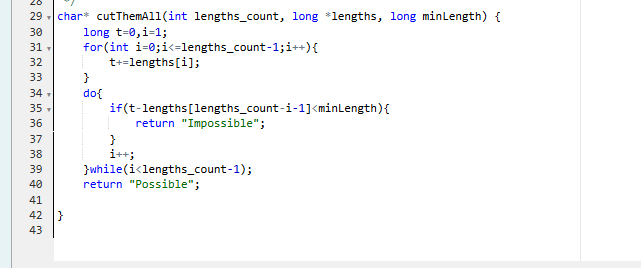 28 */
29 char* cutThemAll(int lengths_count, long *lengths, long minLength) {
30     long t=0,i=1;
31     for(int i=0;i<=lengths_count-1;i++){
32         t+=lengths[i];
33     }
34     do{
35         if(t-lengths[lengths_count-i-1]<minLength){
36             return "Impossible";
37         }
38         i++;
39     }while(i<lengths_count-1);
40     return "Possible";
41
42 }
43